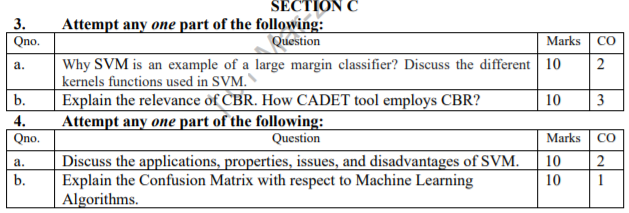 SECTION C
3. Attempt any one part of the following:
Qno. Question Marks CO
a. Why SVM is an example of a large margin classifier? Discuss the different 10 2
kernels functions used in SVM.
b. Explain the relevance of CBR. How CADET tool employs CBR? 10 3
4. Attempt any one part of the following:
Qno. Question Marks CO
a. Discuss the applications, properties, issues, and disadvantages of SVM. 10 2
b. Explain the Confusion Matrix with respect to Machine Learning 10 1
Algorithms.